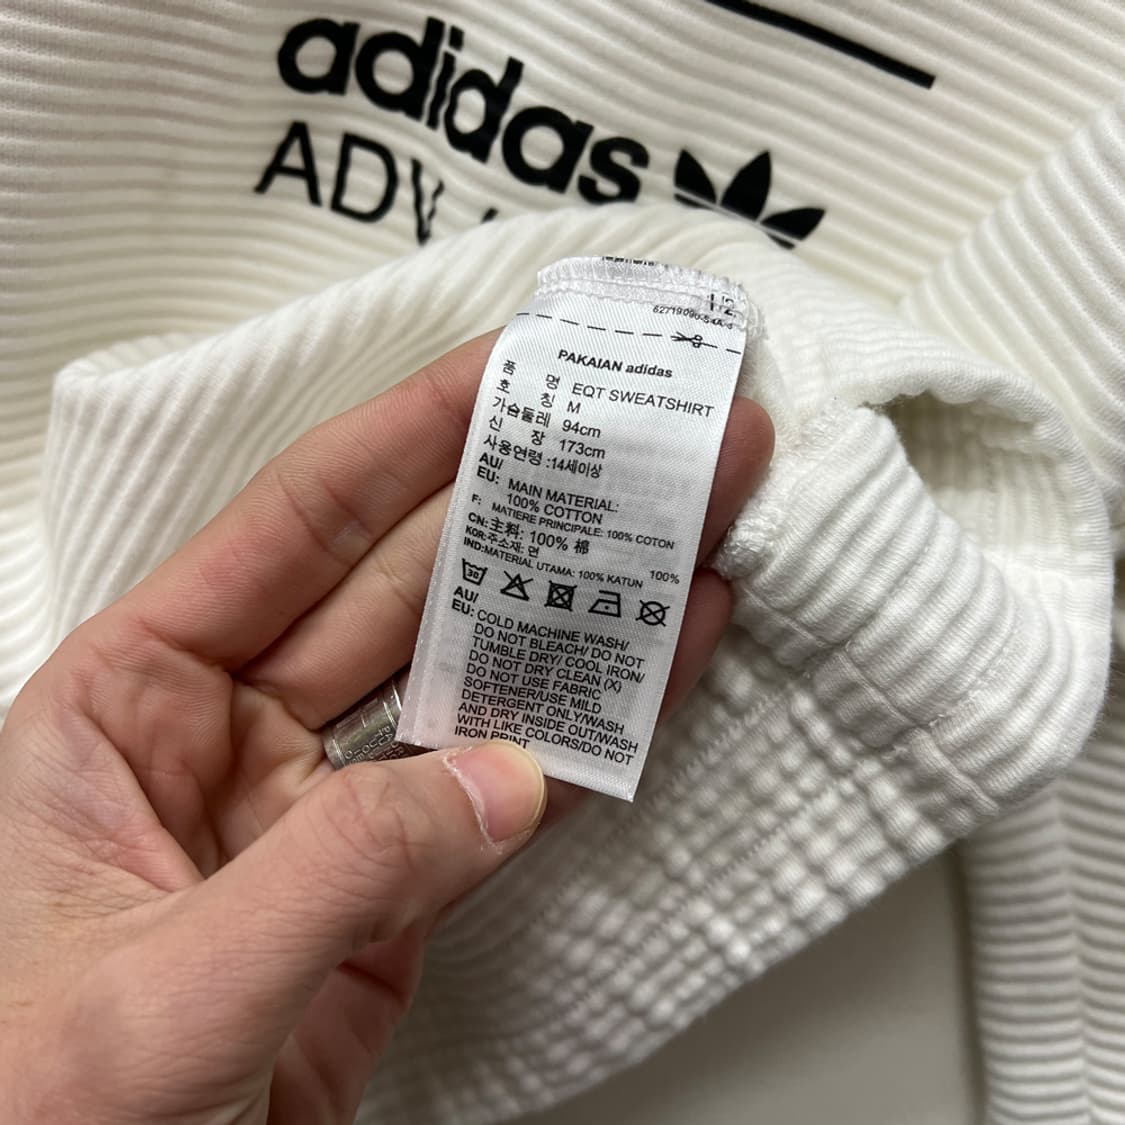 adidas
ADV
1/2
PAKAIAN adidas
품 명 EQT SWEATSHIRT
호 칭 M
가슴둘레 94cm
신 장 173cm
사용연령 :14세이상
AU/
EU: MAIN MATERIAL:
100% COTTON
F: MATIERE PRINCIPALE: 100% COTON
CN:主料: 100% 棉
KOR:주소재: 면 100%
IND:MATERIAL UTAMA: 100% KATUN
30
AU/
EU: COLD MACHINE WASH/
DO NOT BLEACH/ DO NOT
TUMBLE DRY/ COOL IRON/
DO NOT DRY CLEAN (X)
DO NOT USE FABRIC
SOFTENER/USE MILD
DETERGENT ONLY/WASH
AND DRY INSIDE OUT/WASH
WITH LIKE COLORS/DO NOT
IRON PRINT